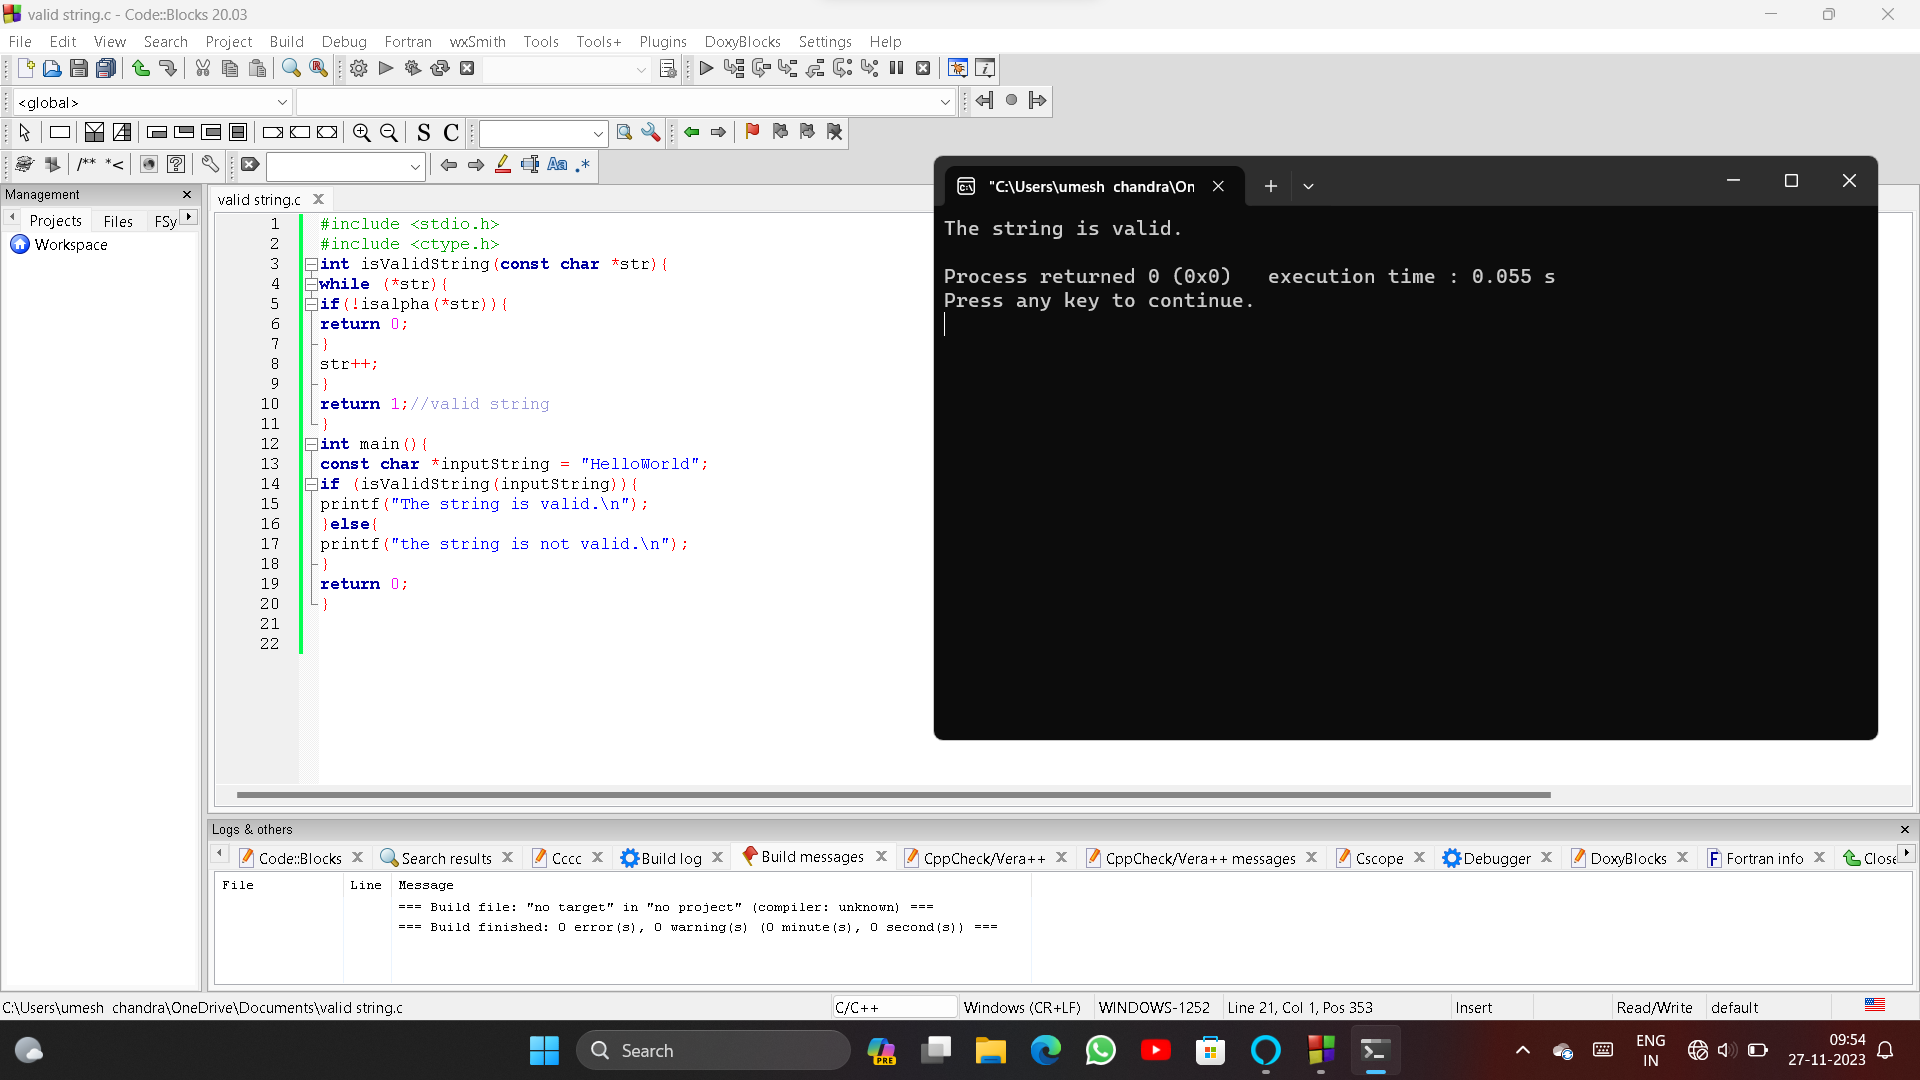 valid string.c - Code::Blocks 20.03
File Edit View Search Project Build Debug Fortran wxSmith Tools Tools+ Plugins DoxyBlocks Settings Help
<global>
S C
/** *<
Aa .*
Management
Projects Files FSy
Workspace
valid string.c
1 #include <stdio.h>
2 #include <ctype.h>
3 int isValidString(const char *str){
4 while (*str){
5 if(!isalpha(*str)){
6 return 0;
7 }
8 str++;
9 }
10 return 1;//valid string
11 }
12 int main(){
13 const char *inputString = "HelloWorld";
14 if (isValidString(inputString)){
15 printf("The string is valid.\n");
16 }else{
17 printf("the string is not valid.\n");
18 }
19 return 0;
20 }
21
22
"C:\Users\umesh chandra\On
The string is valid.
Process returned 0 (0x0) execution time : 0.055 s
Press any key to continue.
Logs & others
Code::Blocks Search results Cccc Build log Build messages CppCheck/Vera++ CppCheck/Vera++ messages Cscope Debugger DoxyBlocks Fortran info Close
File Line Message
=== Build file: "no target" in "no project" (compiler: unknown) ===
=== Build finished: 0 error(s), 0 warning(s) (0 minute(s), 0 second(s)) ===
C:\Users\umesh chandra\OneDrive\Documents\valid string.c C/C++ Windows (CR+LF) WINDOWS-1252 Line 21, Col 1, Pos 353 Insert Read/Write default
Search
PRE
ENG
IN
09:54
27-11-2023